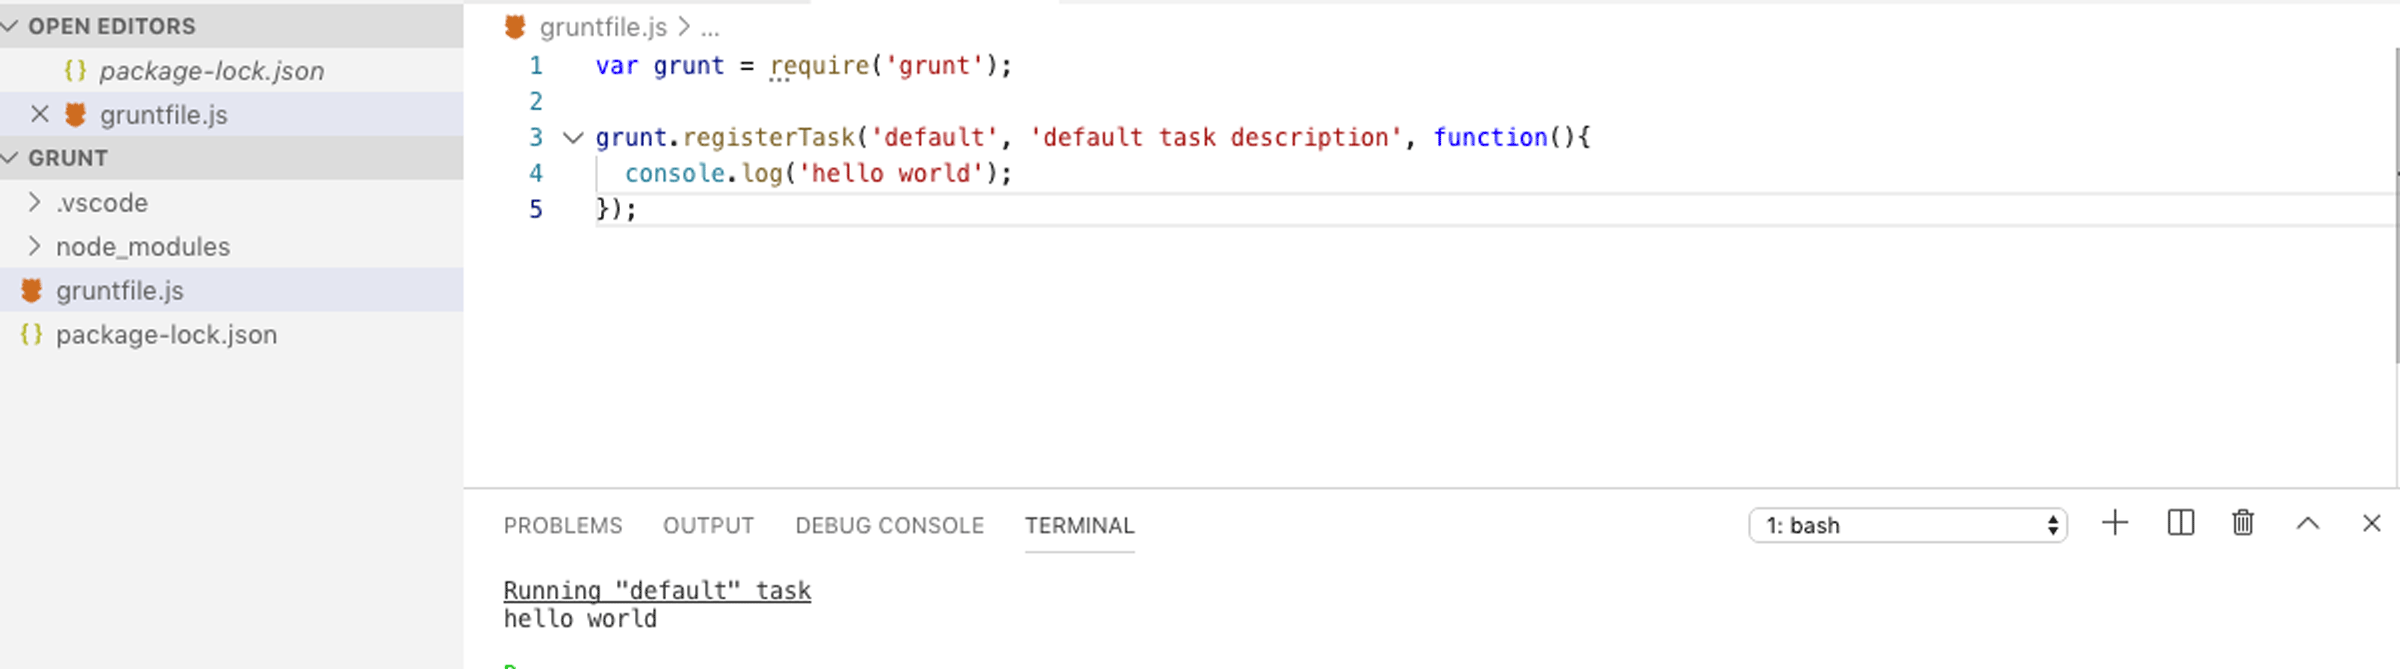 OPEN EDITORS
package-lock.json
gruntfile.js
GRUNT
.vscode
node_modules
gruntfile.js
package-lock.json
gruntfile.js > ...
1 var grunt = require('grunt');
2
3 grunt.registerTask('default', 'default task description', function(){
4 console.log('hello world');
5 });
PROBLEMS OUTPUT DEBUG CONSOLE TERMINAL 1: bash
Running "default" task
hello world